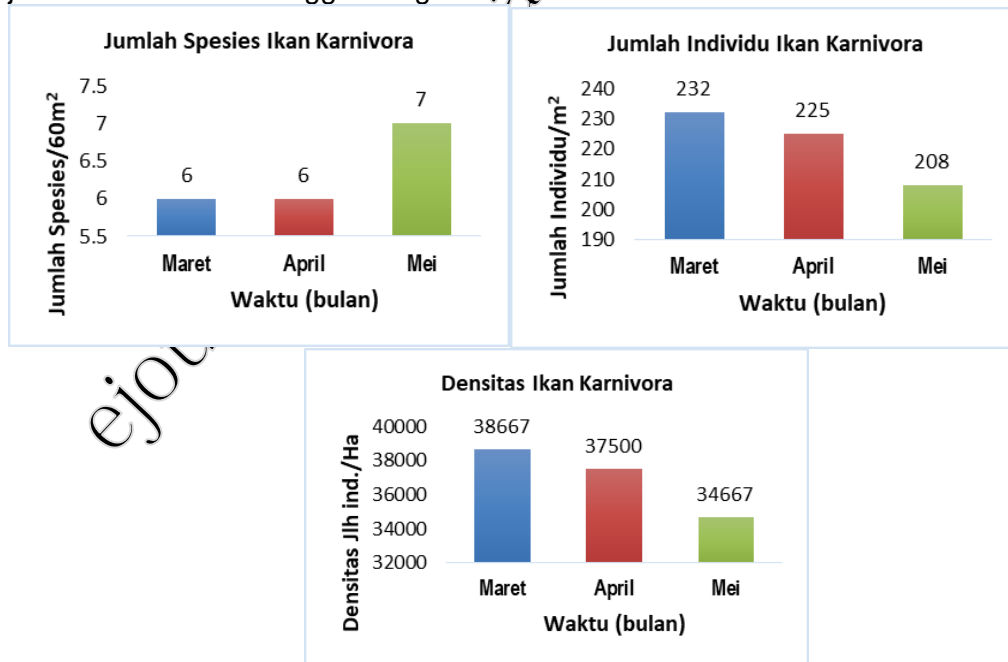 Jumlah Spesies Ikan Karnivora
Jumlah Spesies/60m²
7.5
7
6.5
6
5.5
6
6
7
Maret
April
Mei
Waktu (bulan)
Jumlah Individu Ikan Karnivora
Jumlah Individu/m²
240
230
220
210
200
190
232
225
208
Maret
April
Mei
Waktu (bulan)
ejou
Densitas Ikan Karnivora
Densitas Jlh ind./Ha
40000
38000
36000
34000
32000
38667
37500
34667
Maret
April
Mei
Waktu (bulan)